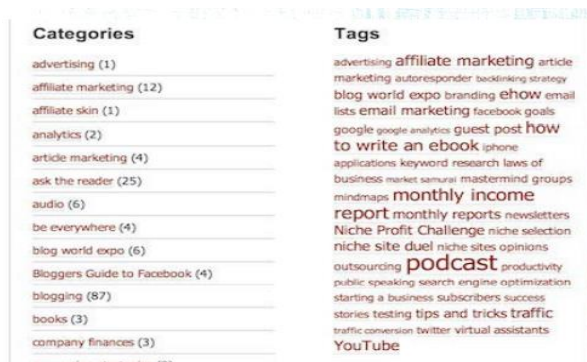 Categories
advertising (1)
affiliate marketing (12)
affiliate skin (1)
analytics (2)
article marketing (4)
ask the reader (25)
audio (6)
be everywhere (4)
blog world expo (6)
Bloggers Guide to Facebook (4)
blogging (87)
books (3)
company finances (3)
Tags
advertising affiliate marketing article
marketing autoresponder backlinking strategy
blog world expo branding ehow email
lists email marketing facebook goals
google google analytics guest post how
to write an ebook iphone
applications keyword research laws of
business market samurai mastermind groups
mindmaps monthly income
report monthly reports newsletters
Niche Profit Challenge niche selection
niche site duel niche sites opinions
outsourcing podcast productivity
public speaking search engine optimization
starting a business subscribers success
stories testing tips and tricks traffic
traffic conversion twitter virtual assistants
YouTube